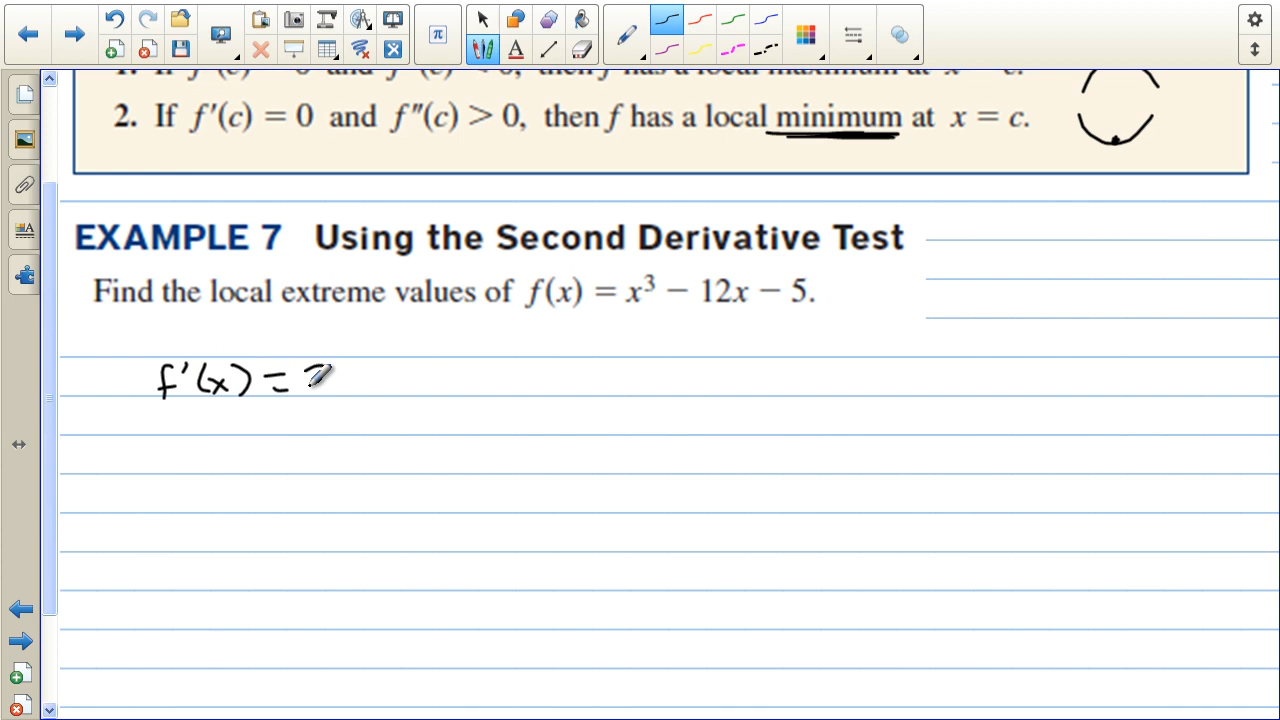 2. If f′(c) = 0 and f″(c) > 0, then f has a local minimum at x = c.
EXAMPLE 7 Using the Second Derivative Test
Find the local extreme values of f(x) = x³ − 12x − 5.
f'(x) =